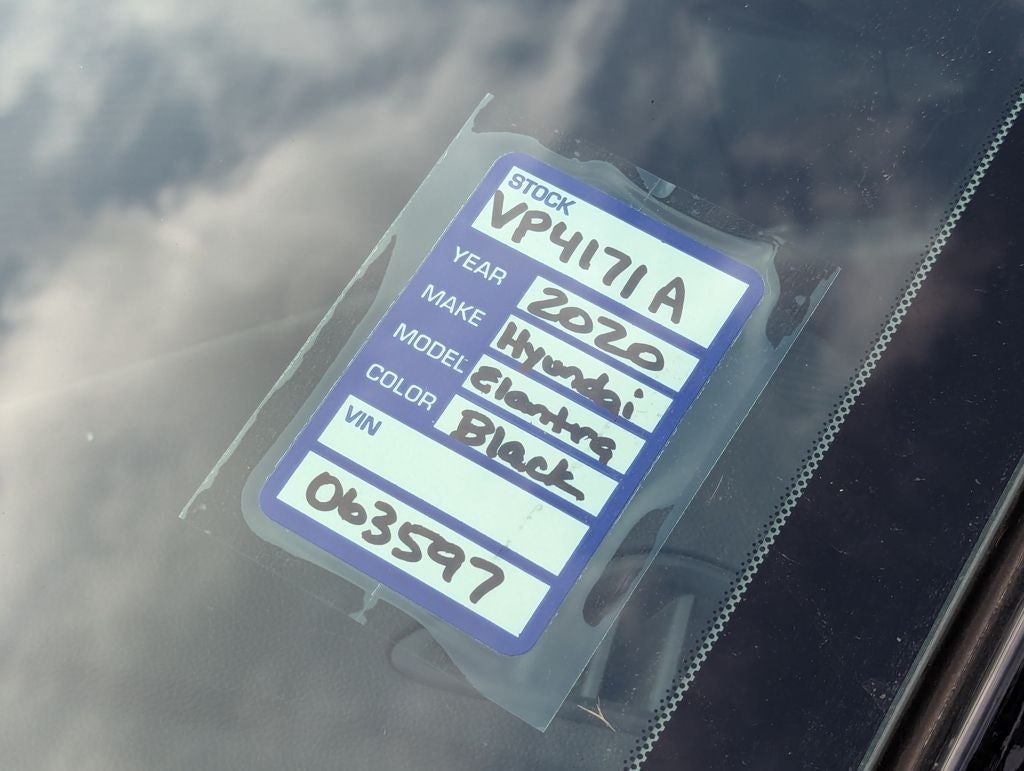 STOCK
VP4171A
YEAR 2020
MAKE Hyundai
MODEL Elantra
COLOR Black
VIN
063597